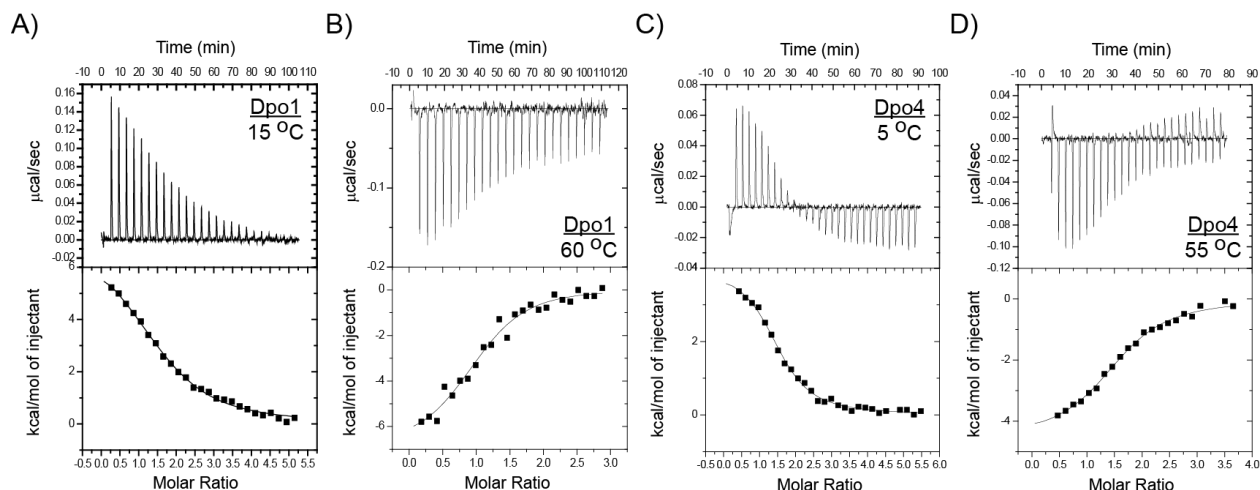 A)
Time (min)
-10 0 10 20 30 40 50 60 70 80 90 100 110
0.16
0.14
0.12
0.10
0.08
0.06
0.04
0.02
0.00
-0.02
µcal/sec
Dpo1
15 °C
6
4
2
0
kcal/mol of injectant
-0.5 0.0 0.5 1.0 1.5 2.0 2.5 3.0 3.5 4.0 4.5 5.0 5.5
Molar Ratio
B)
Time (min)
-10 0 10 20 30 40 50 60 70 80 90 100 110 120
0.0
-0.1
-0.2
µcal/sec
Dpo1
60 °C
0
-2
-4
-6
kcal/mol of injectant
0.0 0.5 1.0 1.5 2.0 2.5 3.0
Molar Ratio
C)
Time (min)
-10 0 10 20 30 40 50 60 70 80 90 100
0.08
0.06
0.04
0.02
0.00
-0.02
-0.04
µcal/sec
Dpo4
5 °C
2
0
kcal/mol of injectant
-0.5 0.0 0.5 1.0 1.5 2.0 2.5 3.0 3.5 4.0 4.5 5.0 5.5 6.0
Molar Ratio
D)
Time (min)
-10 0 10 20 30 40 50 60 70 80 90
0.06
0.04
0.02
0.00
-0.02
-0.04
-0.06
-0.08
-0.10
-0.12
µcal/sec
Dpo4
55 °C
0
-2
-4
kcal/mol of injectant
0.0 0.5 1.0 1.5 2.0 2.5 3.0 3.5 4.0
Molar Ratio